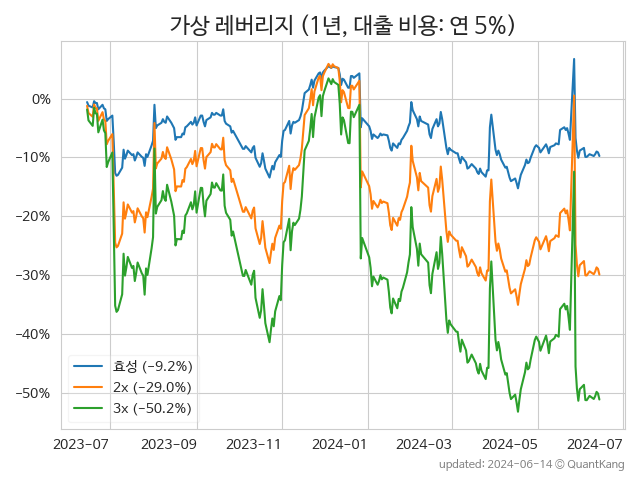 가상 레버리지 (1년, 대출 비용: 연 5%)
0%
−10%
−20%
−30%
−40%
−50%
효성 (−9.2%)
2x (−29.0%)
3x (−50.2%)
2023−07 2023−09 2023−11 2024−01 2024−03 2024−05 2024−07
updated: 2024-06-14 © QuantKang